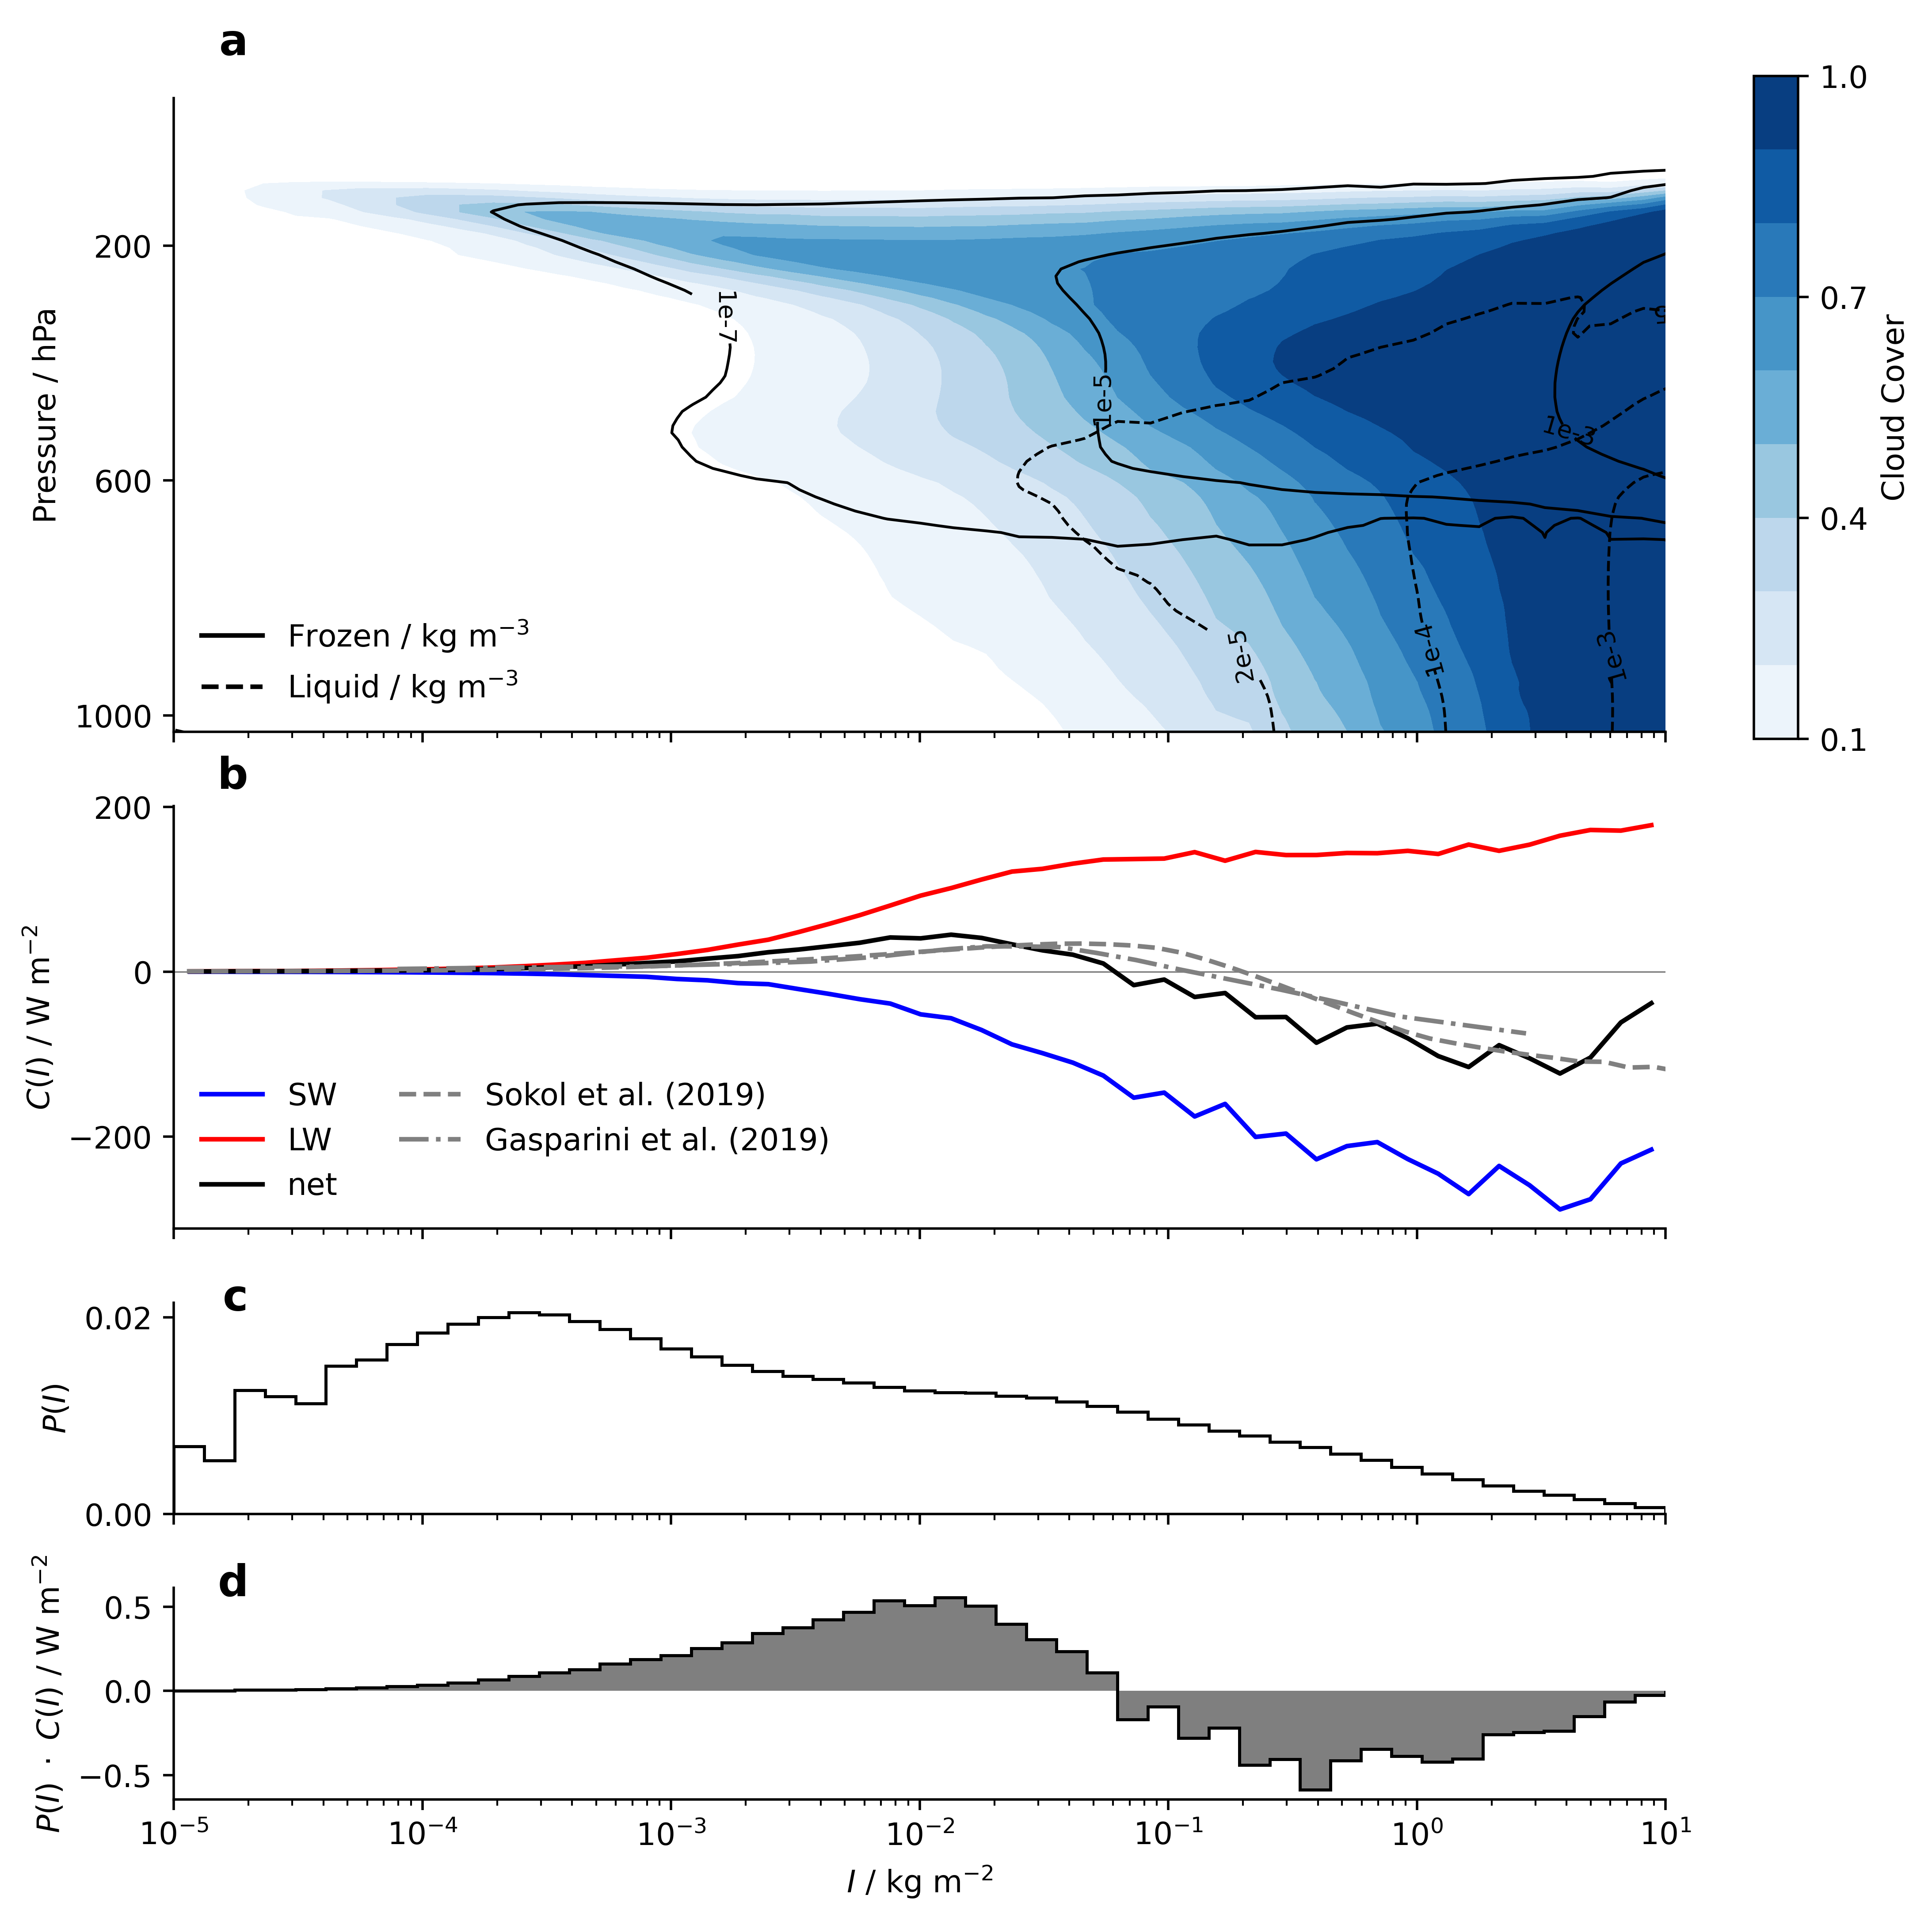 a
Pressure / hPa
200
600
1000
1e-7
1e-5
1e-3
2e-5
1e-4
1e-3
Frozen / kg m⁻³
Liquid / kg m⁻³
1.0
0.7
0.4
0.1
Cloud Cover
b
C(I) / W m⁻²
200
0
−200
SW
LW
net
Sokol et al. (2019)
Gasparini et al. (2019)
c
P(I)
0.02
0.00
d
P(I) · C(I) / W m⁻²
0.5
0.0
−0.5
10⁻⁵ 10⁻⁴ 10⁻³ 10⁻² 10⁻¹ 10⁰ 10¹
I / kg m⁻²